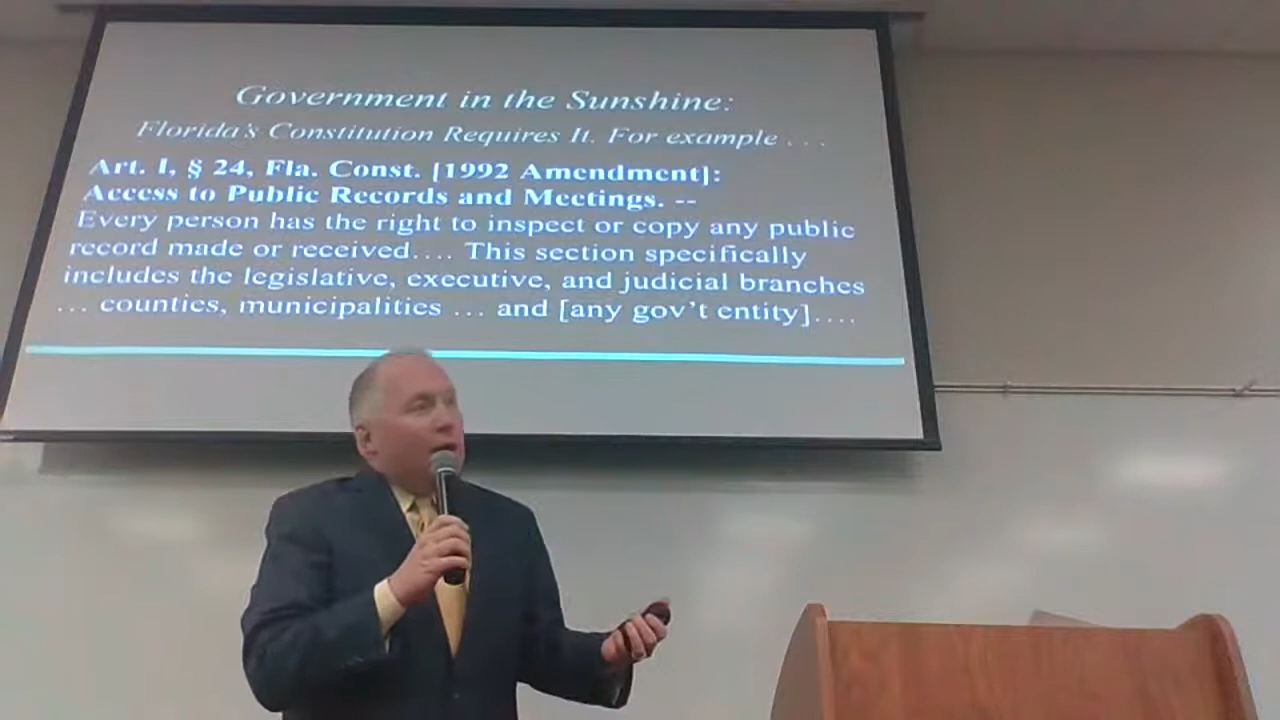 Government in the Sunshine:
Florida's Constitution Requires It. For example . . .
Art. I, § 24, Fla. Const. [1992 Amendment]:
Access to Public Records and Meetings. --
Every person has the right to inspect or copy any public
record made or received…. This section specifically
includes the legislative, executive, and judicial branches
… counties, municipalities … and [any gov't entity]….